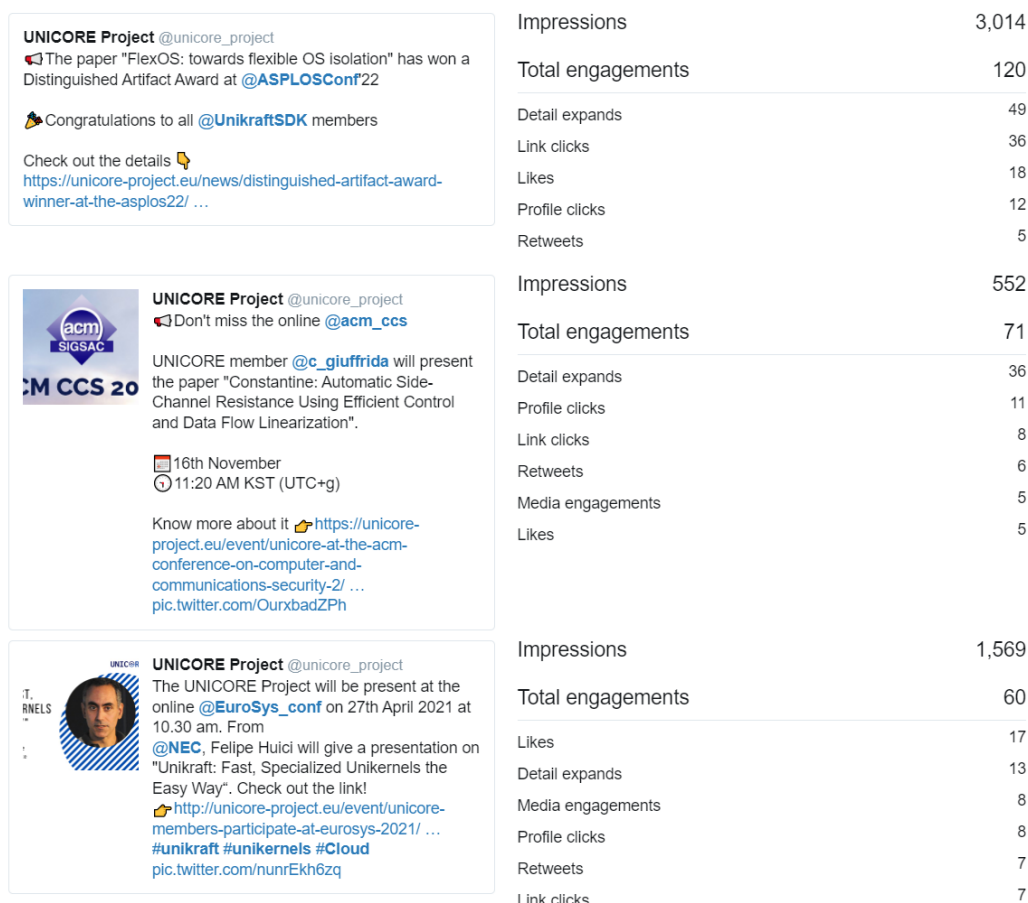 UNICORE Project @unicore_project
The paper "FlexOS: towards flexible OS isolation" has won a
Distinguished Artifact Award at @ASPLOSConf'22
Congratulations to all @UnikraftSDK members
Check out the details
https://unicore-project.eu/news/distinguished-artifact-award-
winner-at-the-asplos22/ …
Impressions 3,014
Total engagements 120
Detail expands 49
Link clicks 36
Likes 18
Profile clicks 12
Retweets 5
acm
SIGSAC
CM CCS 20
UNICORE Project @unicore_project
Don't miss the online @acm_ccs
UNICORE member @c_giuffrida will present
the paper "Constantine: Automatic Side-
Channel Resistance Using Efficient Control
and Data Flow Linearization".
16th November
11:20 AM KST (UTC+g)
Know more about it https://unicore-
project.eu/event/unicore-at-the-acm-
conference-on-computer-and-
communications-security-2/ …
pic.twitter.com/OurxbadZPh
Impressions 552
Total engagements 71
Detail expands 36
Profile clicks 11
Link clicks 8
Retweets 6
Media engagements 5
Likes 5
UNIC
RNELS
UNICORE Project @unicore_project
The UNICORE Project will be present at the
online @EuroSys_conf on 27th April 2021 at
10.30 am. From
@NEC, Felipe Huici will give a presentation on
"Unikraft: Fast, Specialized Unikernels the
Easy Way“. Check out the link!
http://unicore-project.eu/event/unicore-
members-participate-at-eurosys-2021/ …
#unikraft #unikernels #Cloud
pic.twitter.com/nunrEkh6zq
Impressions 1,569
Total engagements 60
Likes 17
Detail expands 13
Media engagements 8
Profile clicks 8
Retweets 7
Link clicks 7